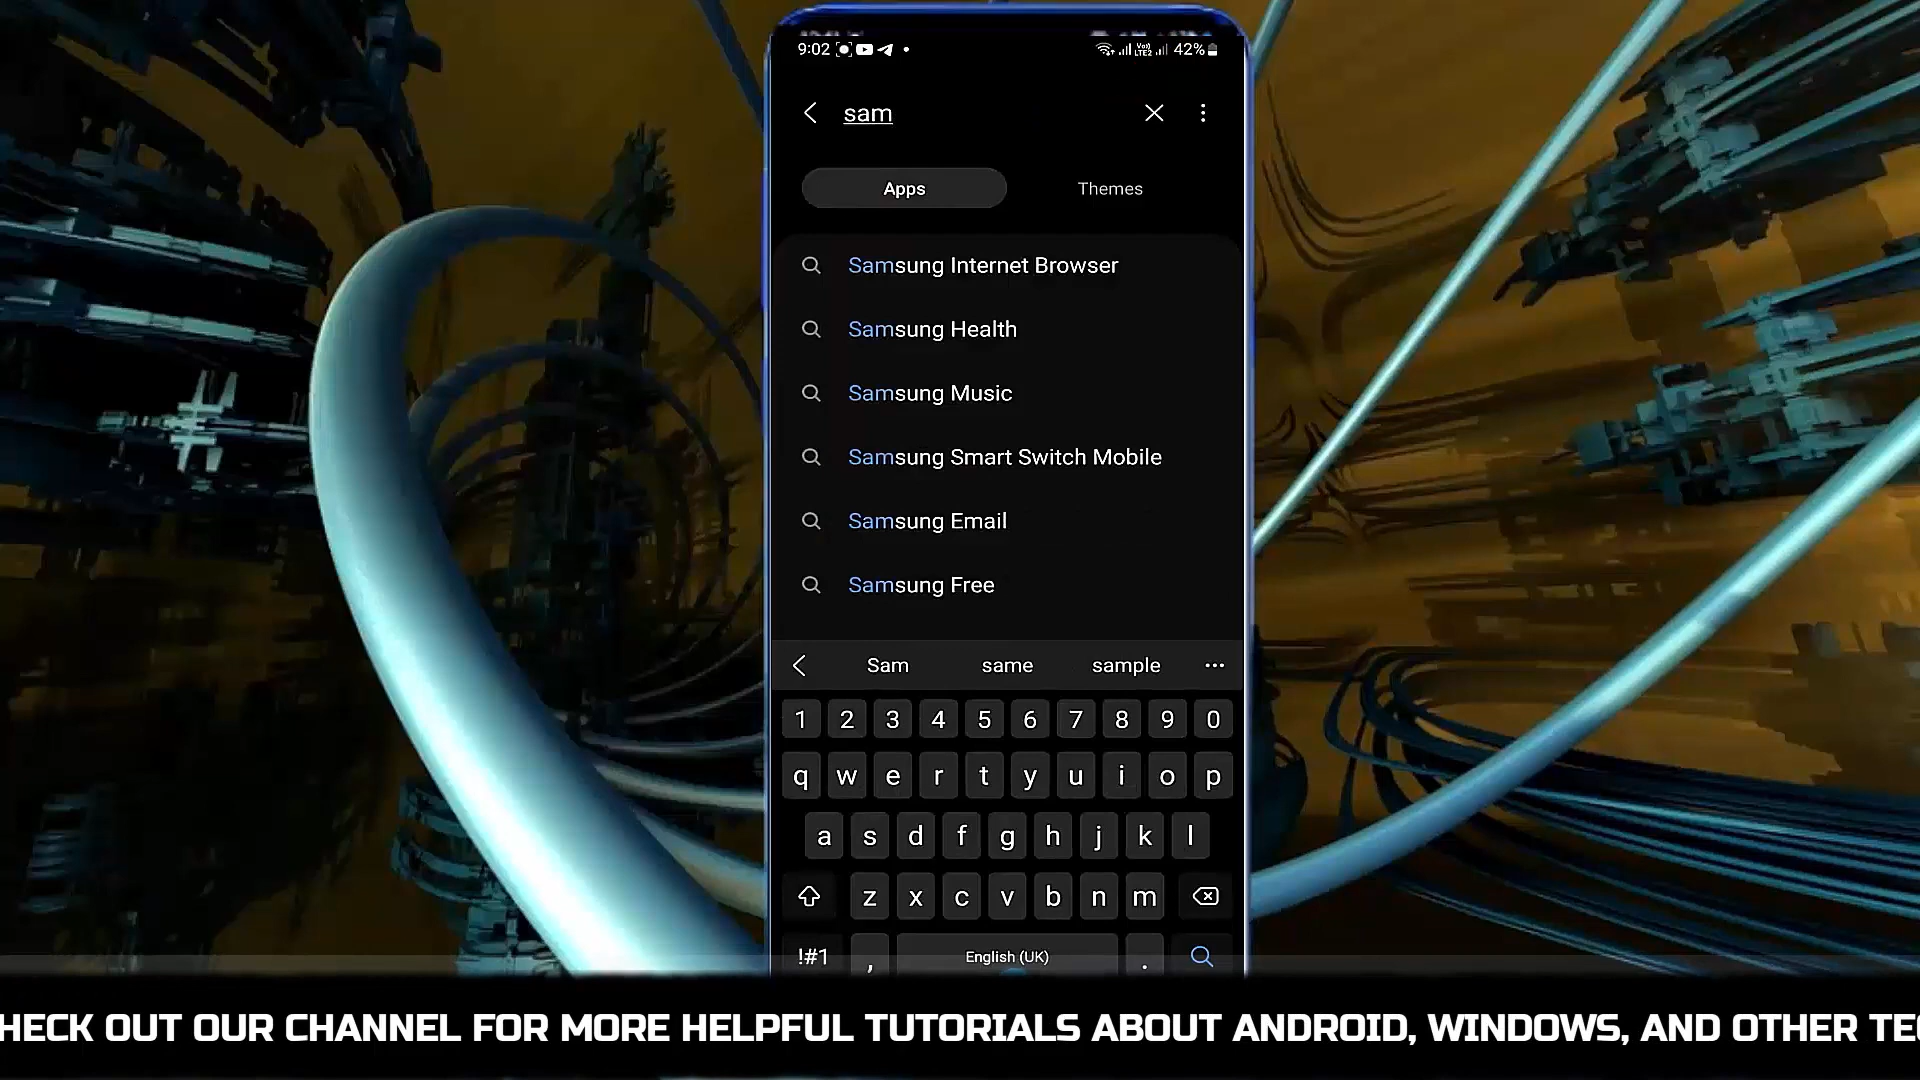 9:02
VoI) LTE2 42%
sam
Apps Themes
Samsung Internet Browser
Samsung Health
Samsung Music
Samsung Smart Switch Mobile
Samsung Email
Samsung Free
Sam same sample ...
1 2 3 4 5 6 7 8 9 0
q w e r t y u i o p
a s d f g h j k l
z x c v b n m
!#1 , English (UK) .
HECK OUT OUR CHANNEL FOR MORE HELPFUL TUTORIALS ABOUT ANDROID, WINDOWS, AND OTHER TE